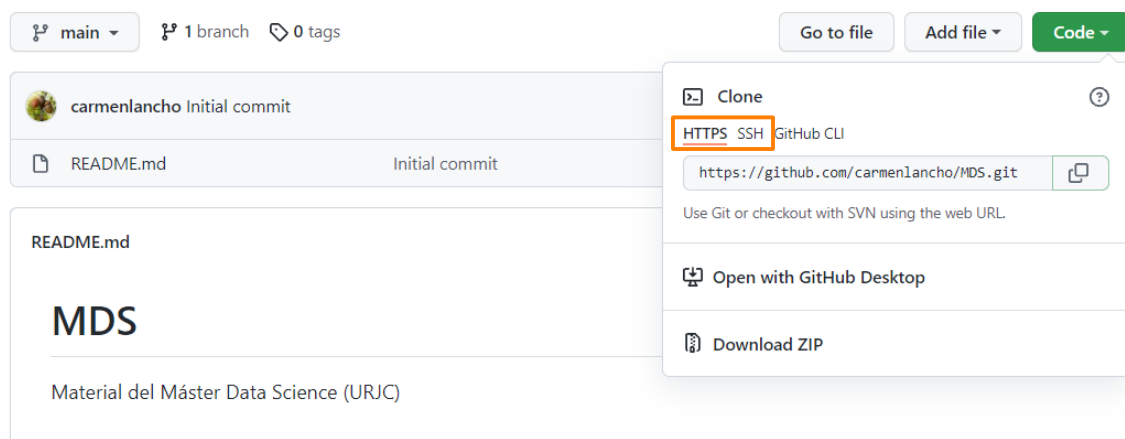 main 1 branch 0 tags Go to file Add file Code
carmenlancho Initial commit
README.md Initial commit
README.md
MDS
Material del Máster Data Science (URJC)
Clone
HTTPS SSH GitHub CLI
https://github.com/carmenlancho/MDS.git
Use Git or checkout with SVN using the web URL.
Open with GitHub Desktop
Download ZIP